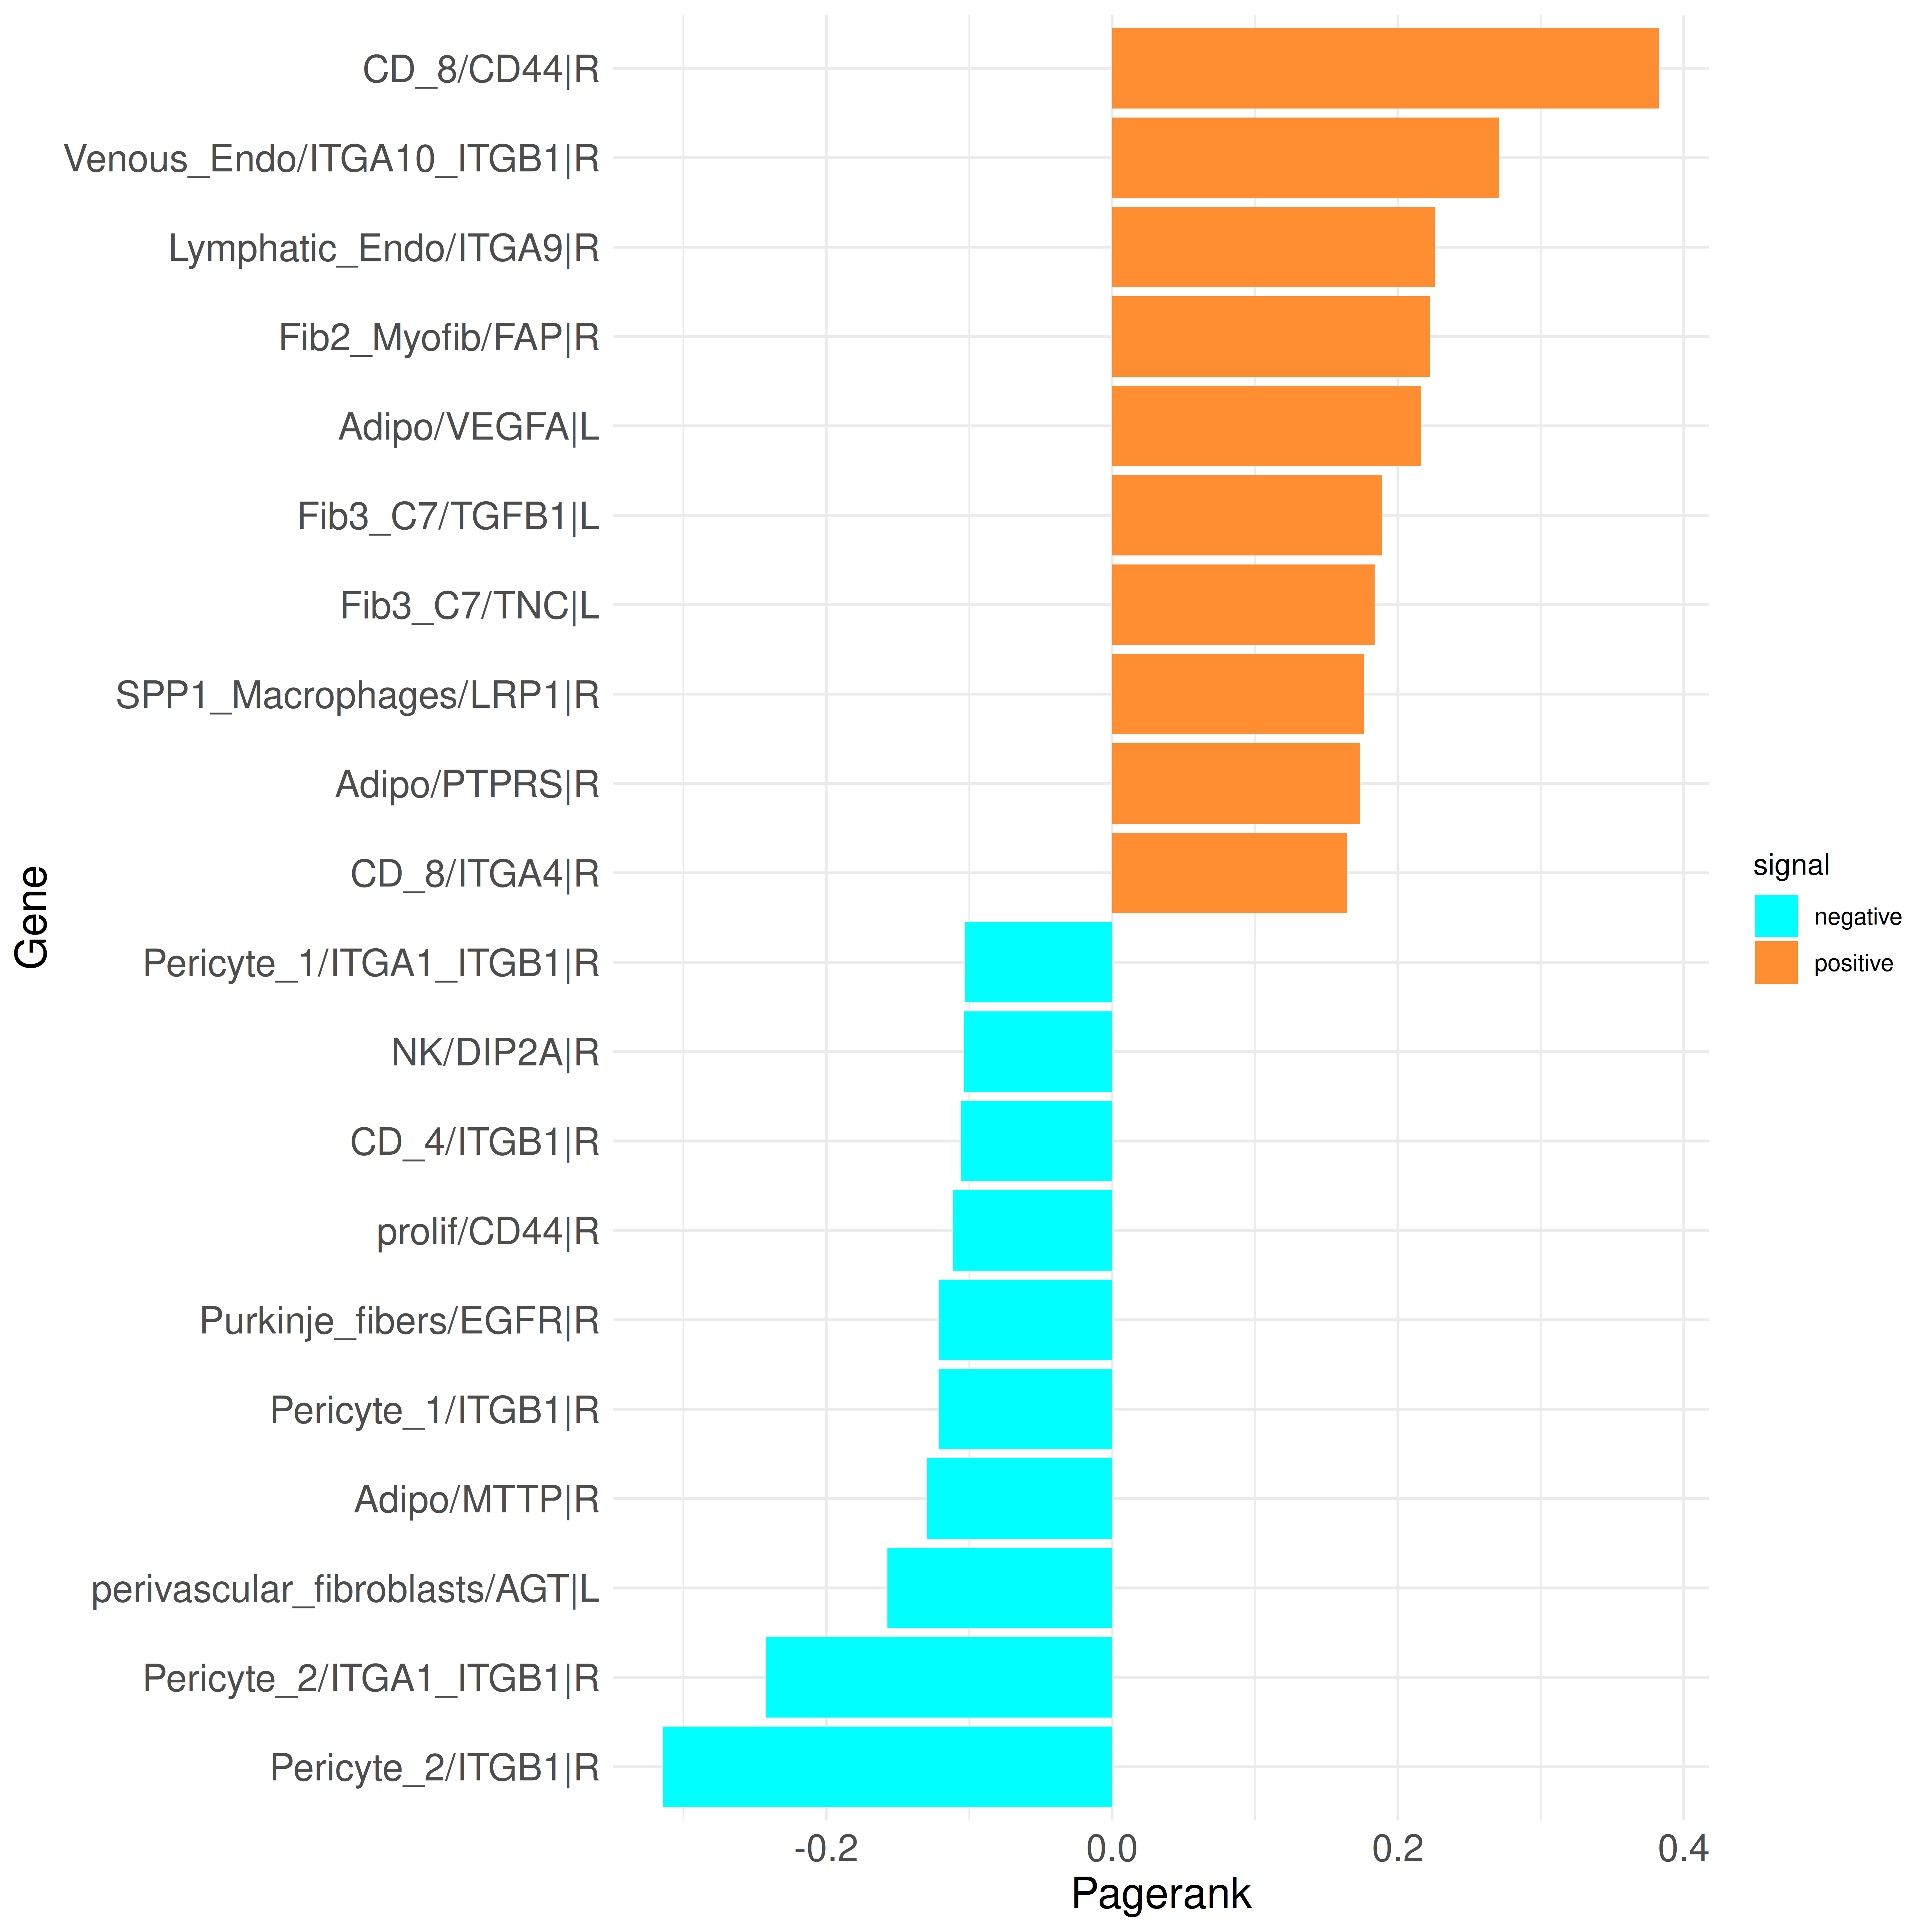 CD_8/CD44|R
Venous_Endo/ITGA10_ITGB1|R
Lymphatic_Endo/ITGA9|R
Fib2_Myofib/FAP|R
Adipo/VEGFA|L
Fib3_C7/TGFB1|L
Fib3_C7/TNC|L
SPP1_Macrophages/LRP1|R
Adipo/PTPRS|R
CD_8/ITGA4|R
Pericyte_1/ITGA1_ITGB1|R
NK/DIP2A|R
CD_4/ITGB1|R
prolif/CD44|R
Purkinje_fibers/EGFR|R
Pericyte_1/ITGB1|R
Adipo/MTTP|R
perivascular_fibroblasts/AGT|L
Pericyte_2/ITGA1_ITGB1|R
Pericyte_2/ITGB1|R
Gene
-0.2 0.0 0.2 0.4
Pagerank
signal
negative
positive